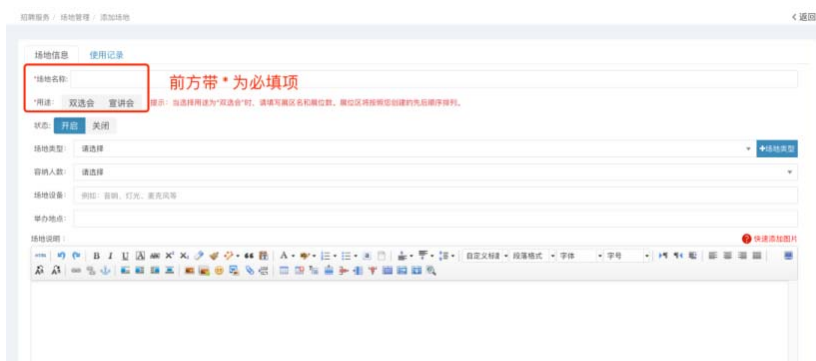 招聘服务 / 场地管理 / 添加场地
< 返回
场地信息 使用记录
*场地名称:
前方带 * 为必填项
*用途: 双选会 宣讲会 提示: 当选择用途为"双选会"时, 请填写展区名和展位数, 展位区将按照您创建的先后顺序排列。
状态: 开启 关闭
场地类型: 请选择 +场地类型
容纳人数: 请选择
场地设备: 例如: 音响、灯光、麦克风等
举办地点:
场地说明:
? 快速添加图片
HTML B I U A ABC X² X₂ A 自定义标题 段落格式 字体 字号